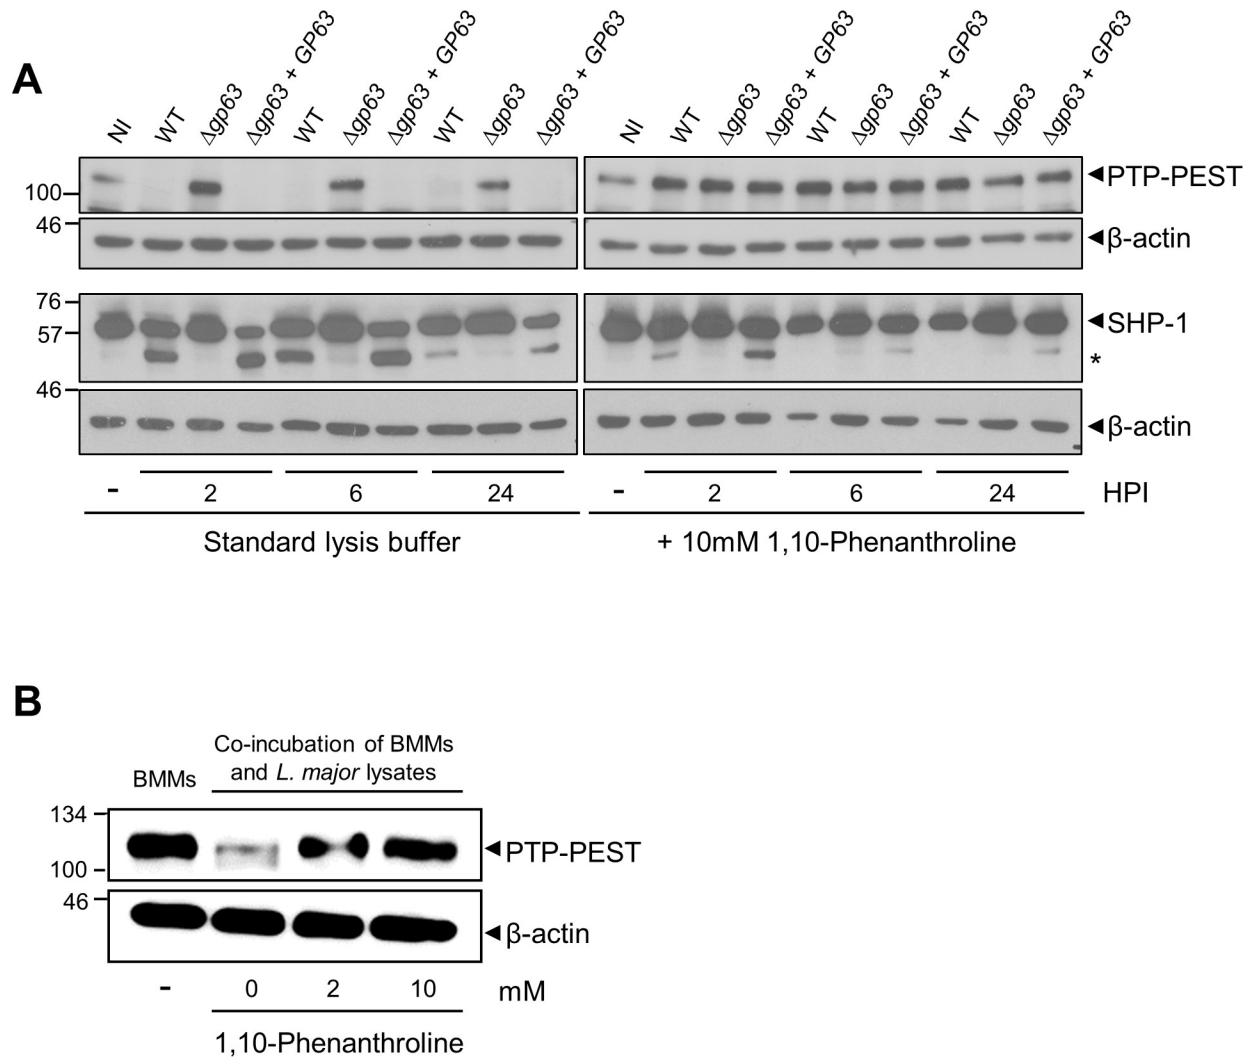 A
NI WT Δgp63 Δgp63 + GP63 WT Δgp63 Δgp63 + GP63 WT Δgp63 Δgp63 + GP63 NI WT Δgp63 Δgp63 + GP63 WT Δgp63 Δgp63 + GP63 WT Δgp63 Δgp63 + GP63
100 PTP-PEST
46 β-actin
76
57 SHP-1
*
46
β-actin
- 2 6 24 - 2 6 24 HPI
Standard lysis buffer + 10mM 1,10-Phenanthroline
B
Co-incubation of BMMs
BMMs and L. major lysates
134
PTP-PEST
100
46
β-actin
- 0 2 10 mM
1,10-Phenanthroline